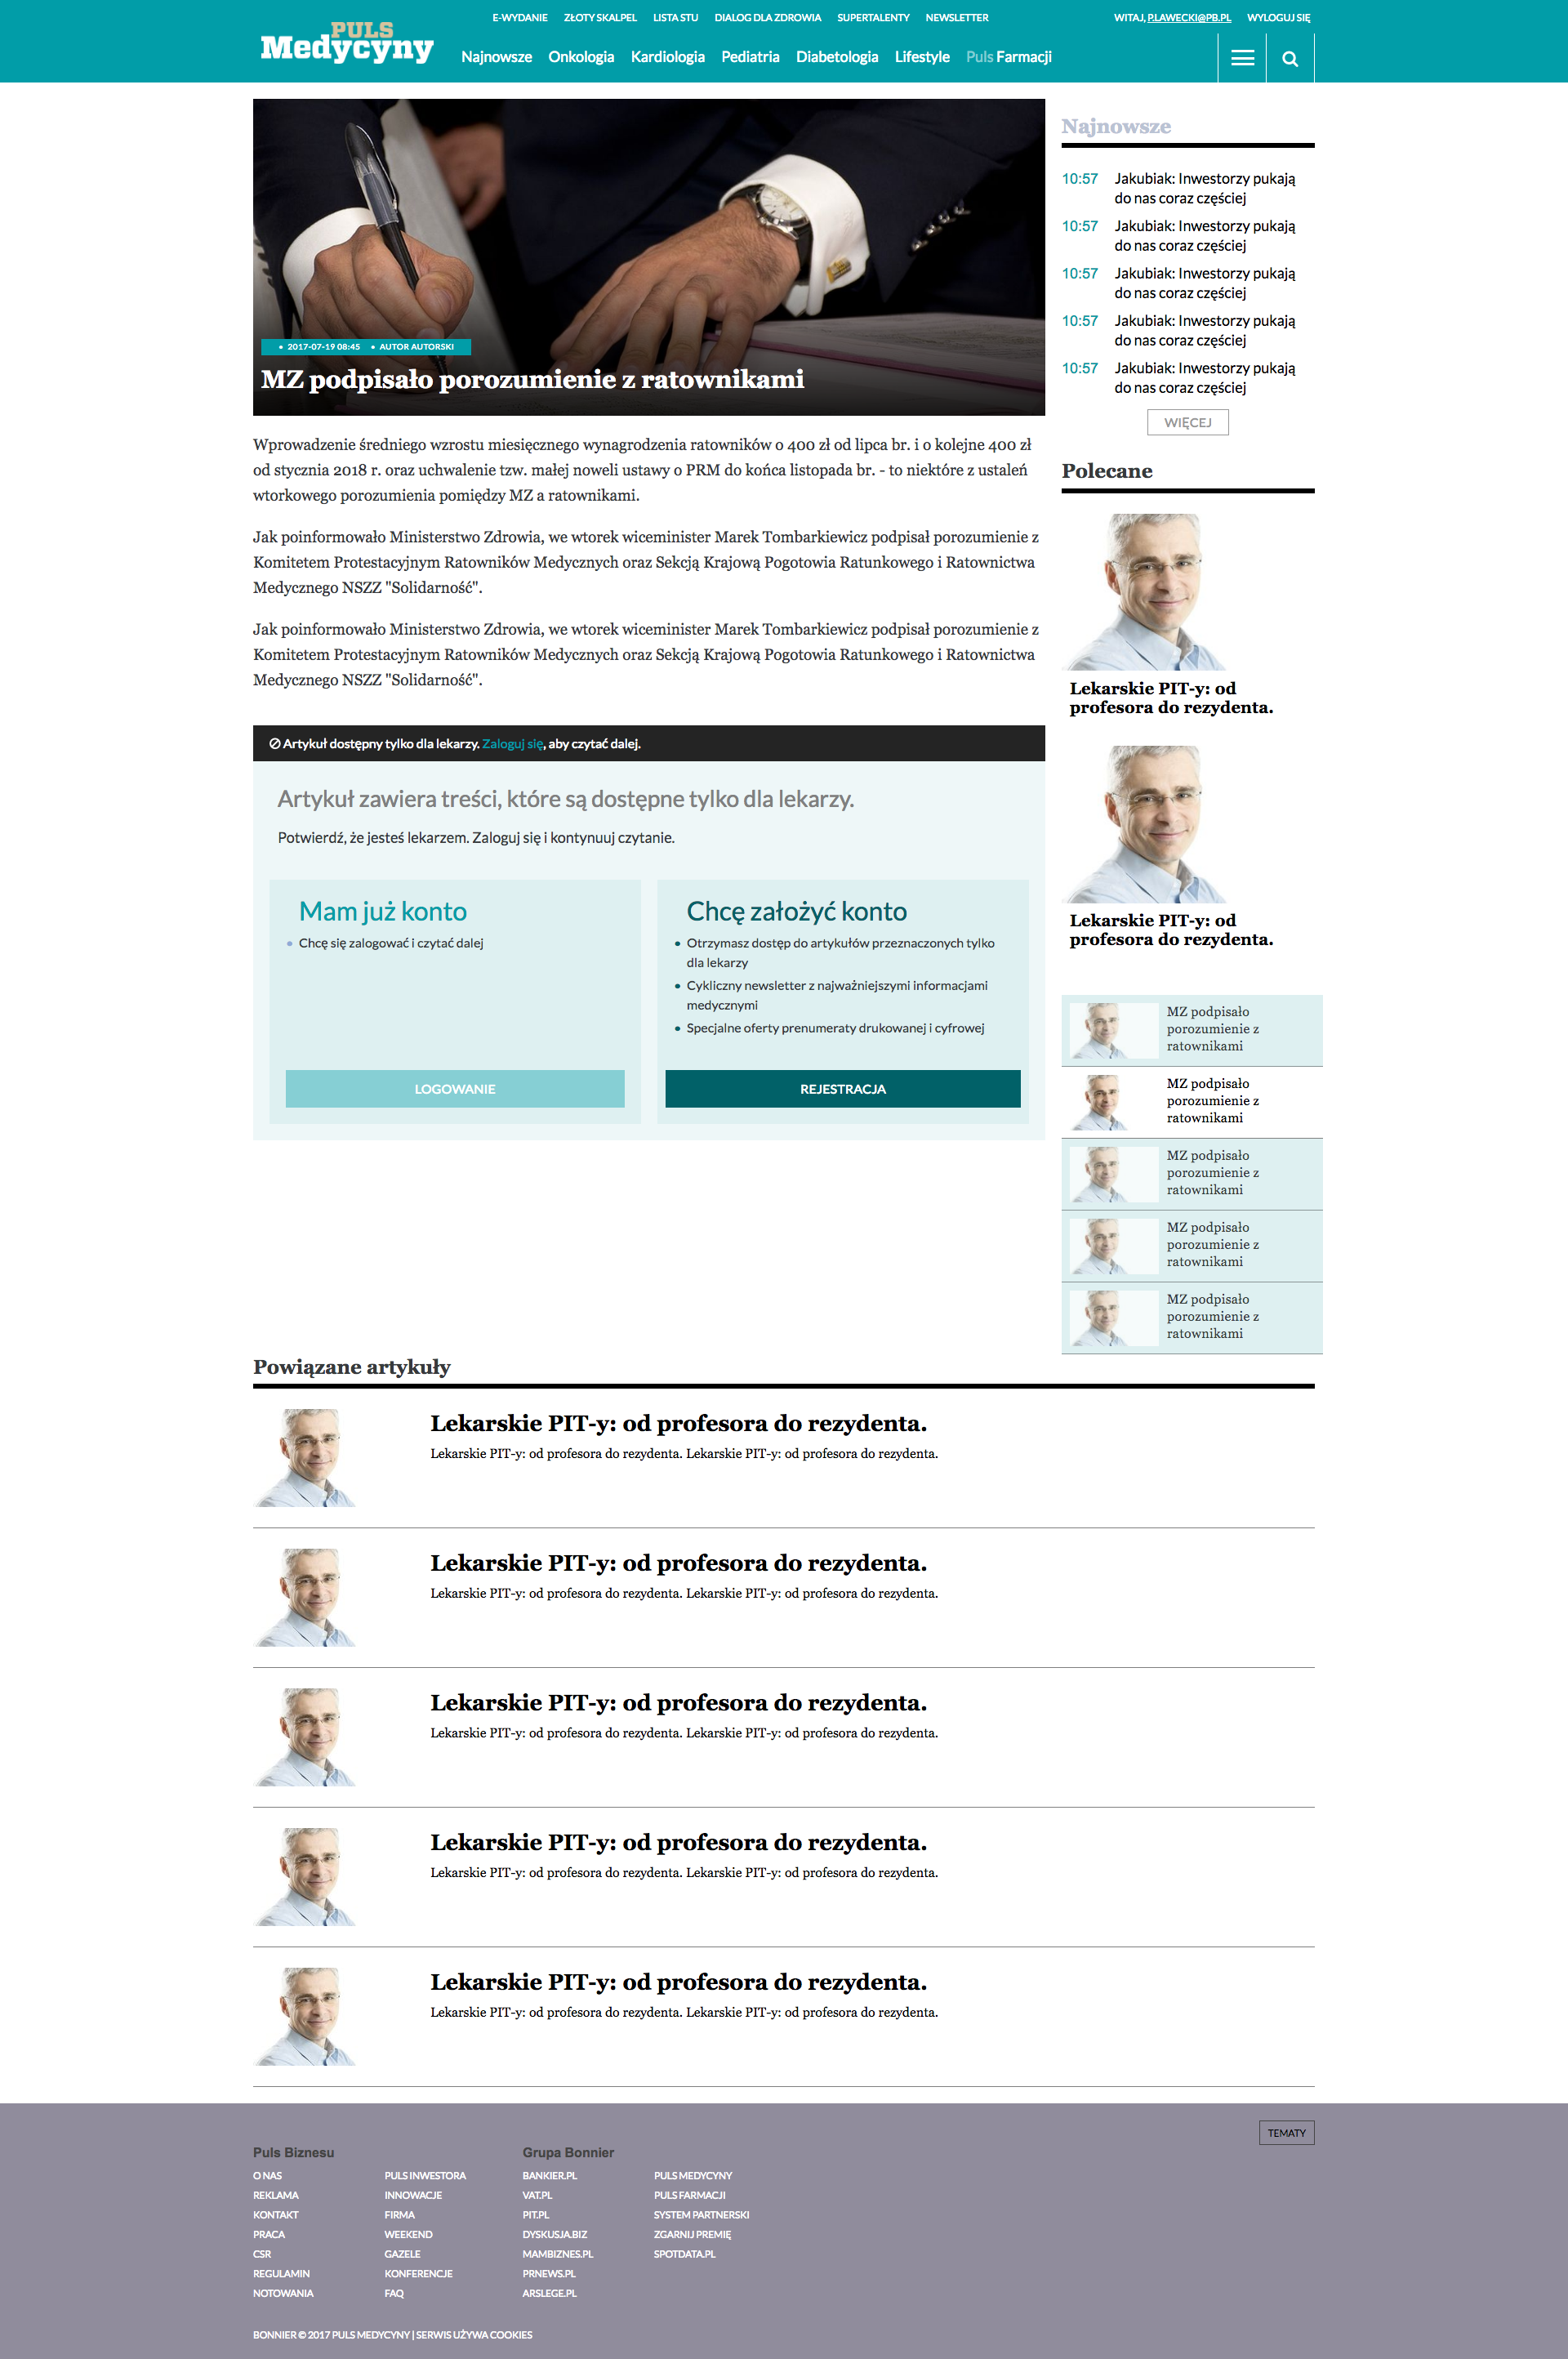 E-WYDANIE ZŁOTY SKALPEL LISTA STU DIALOG DLA ZDROWIA SUPERTALENTY NEWSLETTER WITAJ, P.LAWECKI@PB.PL WYLOGUJ SIĘ
PULS
Medycyny
Najnowsze Onkologia Kardiologia Pediatria Diabetologia Lifestyle Puls Farmacji
• 2017-07-19 08:45 • AUTOR AUTORSKI
MZ podpisało porozumienie z ratownikami
Wprowadzenie średniego wzrostu miesięcznego wynagrodzenia ratowników o 400 zł od lipca br. i o kolejne 400 zł
od stycznia 2018 r. oraz uchwalenie tzw. małej noweli ustawy o PRM do końca listopada br. - to niektóre z ustaleń
wtorkowego porozumienia pomiędzy MZ a ratownikami.
Jak poinformowało Ministerstwo Zdrowia, we wtorek wiceminister Marek Tombarkiewicz podpisał porozumienie z
Komitetem Protestacyjnym Ratowników Medycznych oraz Sekcją Krajową Pogotowia Ratunkowego i Ratownictwa
Medycznego NSZZ "Solidarność".
Jak poinformowało Ministerstwo Zdrowia, we wtorek wiceminister Marek Tombarkiewicz podpisał porozumienie z
Komitetem Protestacyjnym Ratowników Medycznych oraz Sekcją Krajową Pogotowia Ratunkowego i Ratownictwa
Medycznego NSZZ "Solidarność".
Artykuł dostępny tylko dla lekarzy. Zaloguj się, aby czytać dalej.
Artykuł zawiera treści, które są dostępne tylko dla lekarzy.
Potwierdź, że jesteś lekarzem. Zaloguj się i kontynuuj czytanie.
Mam już konto
• Chcę się zalogować i czytać dalej
LOGOWANIE
Chcę założyć konto
• Otrzymasz dostęp do artykułów przeznaczonych tylko
dla lekarzy
• Cykliczny newsletter z najważniejszymi informacjami
medycznymi
• Specjalne oferty prenumeraty drukowanej i cyfrowej
REJESTRACJA
Najnowsze
10:57 Jakubiak: Inwestorzy pukają
do nas coraz częściej
10:57 Jakubiak: Inwestorzy pukają
do nas coraz częściej
10:57 Jakubiak: Inwestorzy pukają
do nas coraz częściej
10:57 Jakubiak: Inwestorzy pukają
do nas coraz częściej
10:57 Jakubiak: Inwestorzy pukają
do nas coraz częściej
WIĘCEJ
Polecane
Lekarskie PIT-y: od
profesora do rezydenta.
Lekarskie PIT-y: od
profesora do rezydenta.
MZ podpisało
porozumienie z
ratownikami
MZ podpisało
porozumienie z
ratownikami
MZ podpisało
porozumienie z
ratownikami
MZ podpisało
porozumienie z
ratownikami
MZ podpisało
porozumienie z
ratownikami
Powiązane artykuły
Lekarskie PIT-y: od profesora do rezydenta.
Lekarskie PIT-y: od profesora do rezydenta. Lekarskie PIT-y: od profesora do rezydenta.
Lekarskie PIT-y: od profesora do rezydenta.
Lekarskie PIT-y: od profesora do rezydenta. Lekarskie PIT-y: od profesora do rezydenta.
Lekarskie PIT-y: od profesora do rezydenta.
Lekarskie PIT-y: od profesora do rezydenta. Lekarskie PIT-y: od profesora do rezydenta.
Lekarskie PIT-y: od profesora do rezydenta.
Lekarskie PIT-y: od profesora do rezydenta. Lekarskie PIT-y: od profesora do rezydenta.
Lekarskie PIT-y: od profesora do rezydenta.
Lekarskie PIT-y: od profesora do rezydenta. Lekarskie PIT-y: od profesora do rezydenta.
TEMATY
Puls Biznesu Grupa Bonnier
O NAS PULS INWESTORA BANKIER.PL PULS MEDYCYNY
REKLAMA INNOWACJE VAT.PL PULS FARMACJI
KONTAKT FIRMA PIT.PL SYSTEM PARTNERSKI
PRACA WEEKEND DYSKUSJA.BIZ ZGARNIJ PREMIĘ
CSR GAZELE MAMBIZNES.PL SPOTDATA.PL
REGULAMIN KONFERENCJE PRNEWS.PL
NOTOWANIA FAQ ARSLEGE.PL
BONNIER © 2017 PULS MEDYCYNY | SERWIS UŻYWA COOKIES